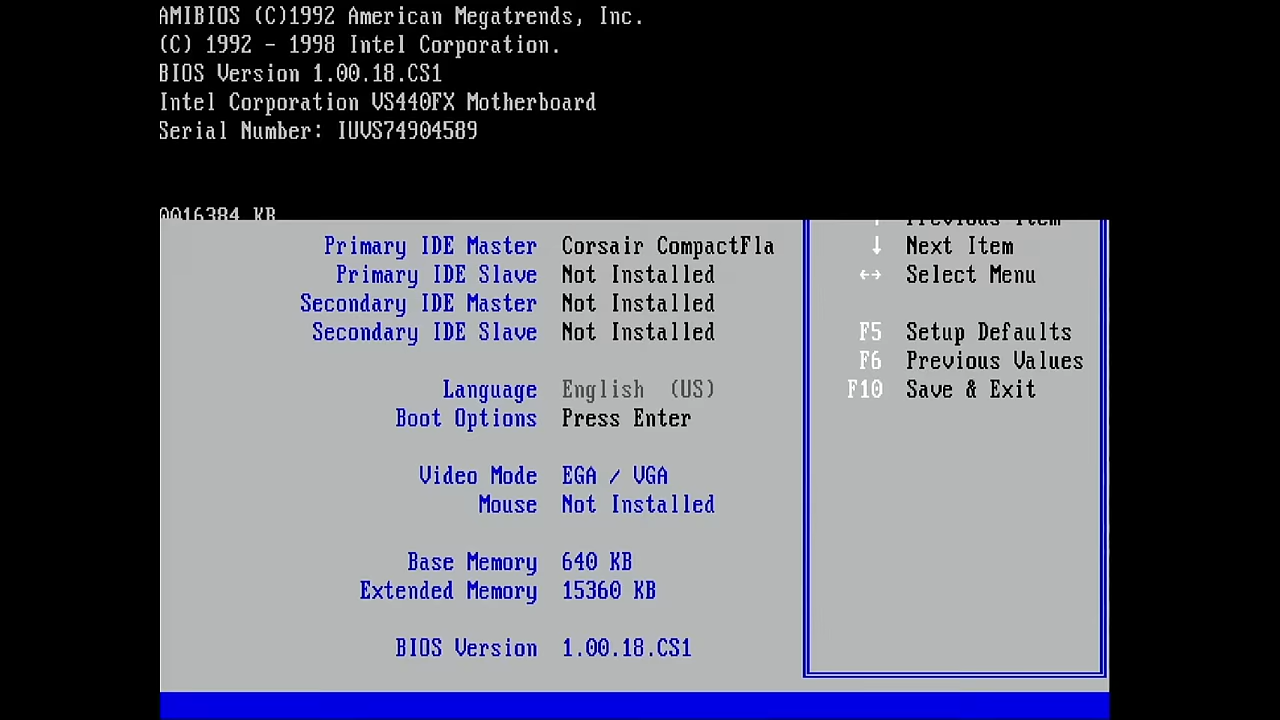 AMIBIOS (C)1992 American Megatrends, Inc.
(C) 1992 - 1998 Intel Corporation.
BIOS Version 1.00.18.CS1
Intel Corporation VS440FX Motherboard
Serial Number: IUVS74904589
0016384 KB
↑ Previous Item
Primary IDE Master Corsair CompactFla ↓ Next Item
Primary IDE Slave Not Installed ←→ Select Menu
Secondary IDE Master Not Installed
Secondary IDE Slave Not Installed F5 Setup Defaults
F6 Previous Values
Language English (US) F10 Save & Exit
Boot Options Press Enter
Video Mode EGA / VGA
Mouse Not Installed
Base Memory 640 KB
Extended Memory 15360 KB
BIOS Version 1.00.18.CS1